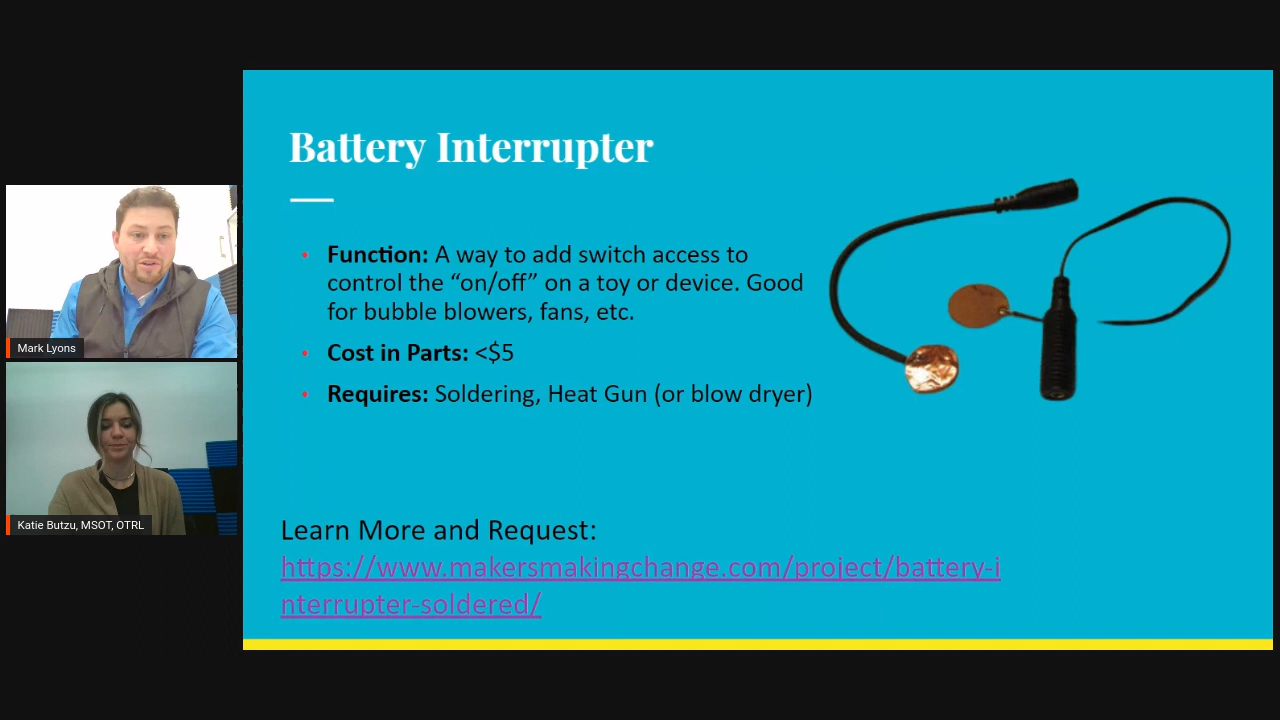 Battery Interrupter
• Function: A way to add switch access to
control the “on/off” on a toy or device. Good
for bubble blowers, fans, etc.
• Cost in Parts: <$5
• Requires: Soldering, Heat Gun (or blow dryer)
Learn More and Request:
https://www.makersmakingchange.com/project/battery-i
nterrupter-soldered/
Mark Lyons
Katie Butzu, MSOT, OTRL